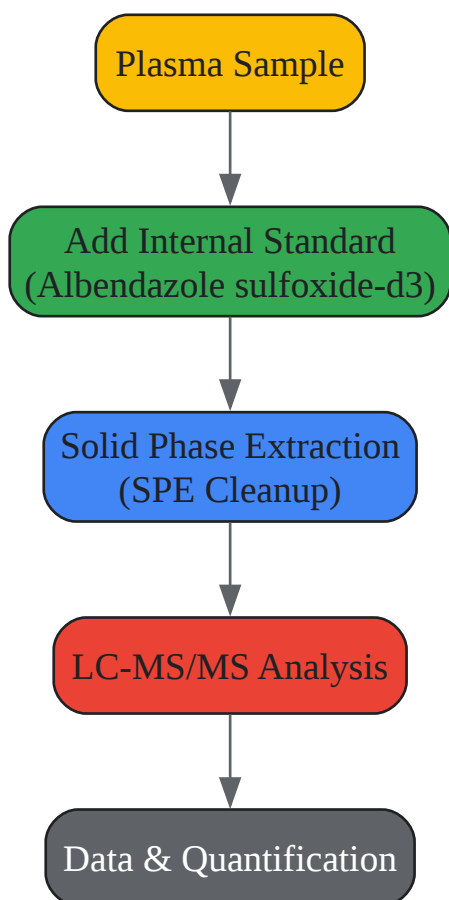 Plasma Sample
Add Internal Standard
(Albendazole sulfoxide-d3)
Solid Phase Extraction
(SPE Cleanup)
LC-MS/MS Analysis
Data & Quantification